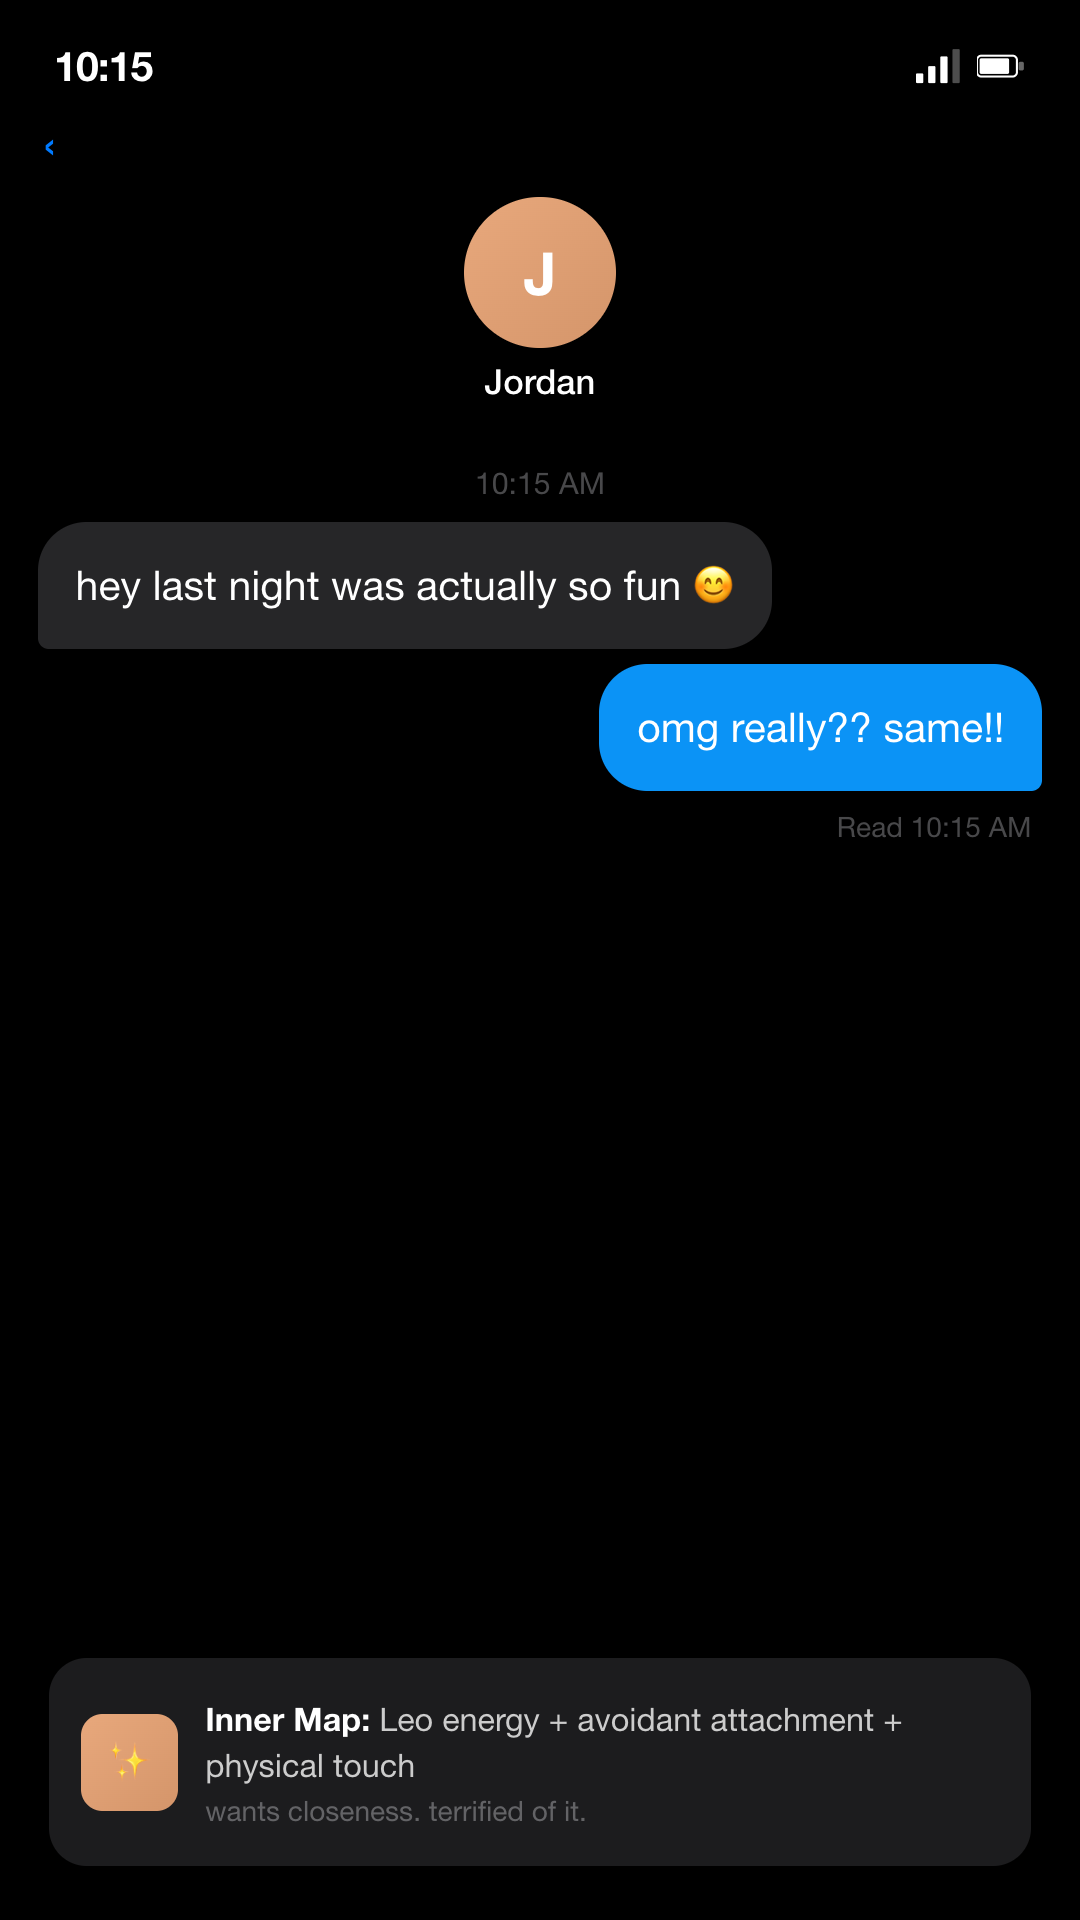 10:15
J
Jordan
10:15 AM
hey last night was actually so fun 😊
omg really?? same!!
Read 10:15 AM
Inner Map: Leo energy + avoidant attachment +
physical touch
wants closeness. terrified of it.